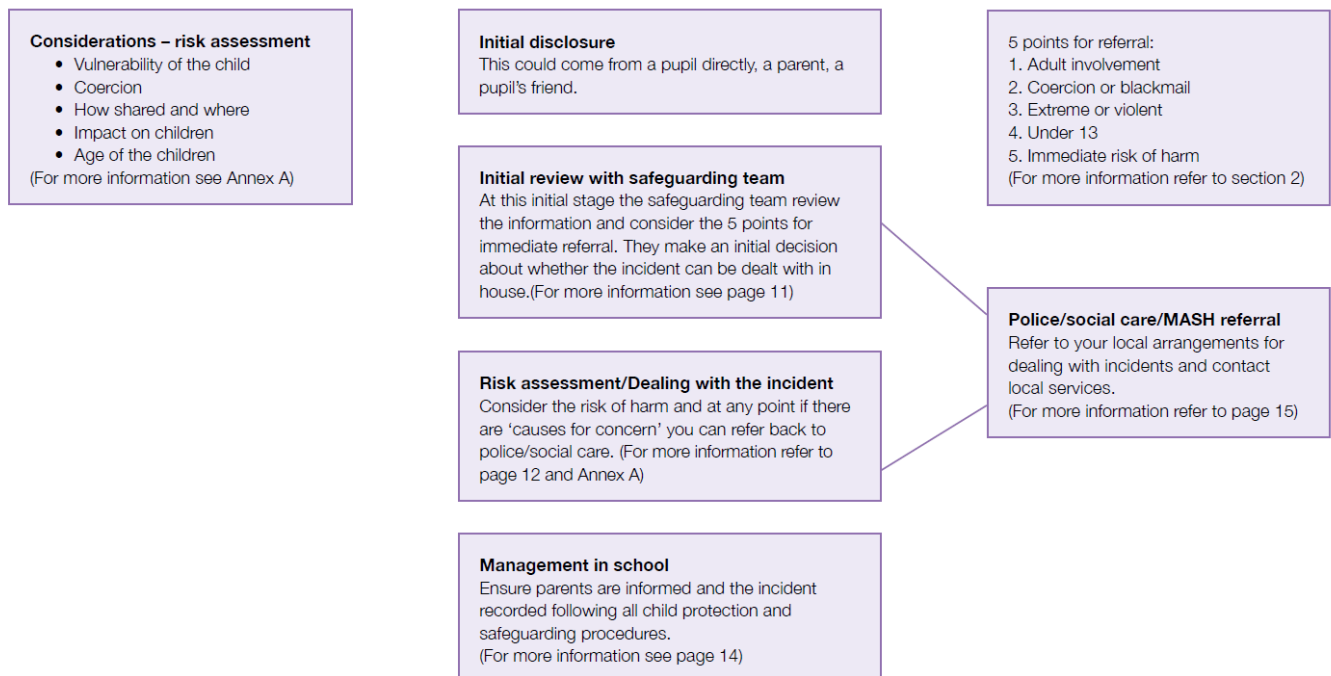 Considerations – risk assessment
• Vulnerability of the child
• Coercion
• How shared and where
• Impact on children
• Age of the children
(For more information see Annex A)
Initial disclosure
This could come from a pupil directly, a parent, a
pupil's friend.
Initial review with safeguarding team
At this initial stage the safeguarding team review
the information and consider the 5 points for
immediate referral. They make an initial decision
about whether the incident can be dealt with in
house.(For more information see page 11)
Risk assessment/Dealing with the incident
Consider the risk of harm and at any point if there
are ‘causes for concern’ you can refer back to
police/social care. (For more information refer to
page 12 and Annex A)
Management in school
Ensure parents are informed and the incident
recorded following all child protection and
safeguarding procedures.
(For more information see page 14)
5 points for referral:
1. Adult involvement
2. Coercion or blackmail
3. Extreme or violent
4. Under 13
5. Immediate risk of harm
(For more information refer to section 2)
Police/social care/MASH referral
Refer to your local arrangements for
dealing with incidents and contact
local services.
(For more information refer to page 15)